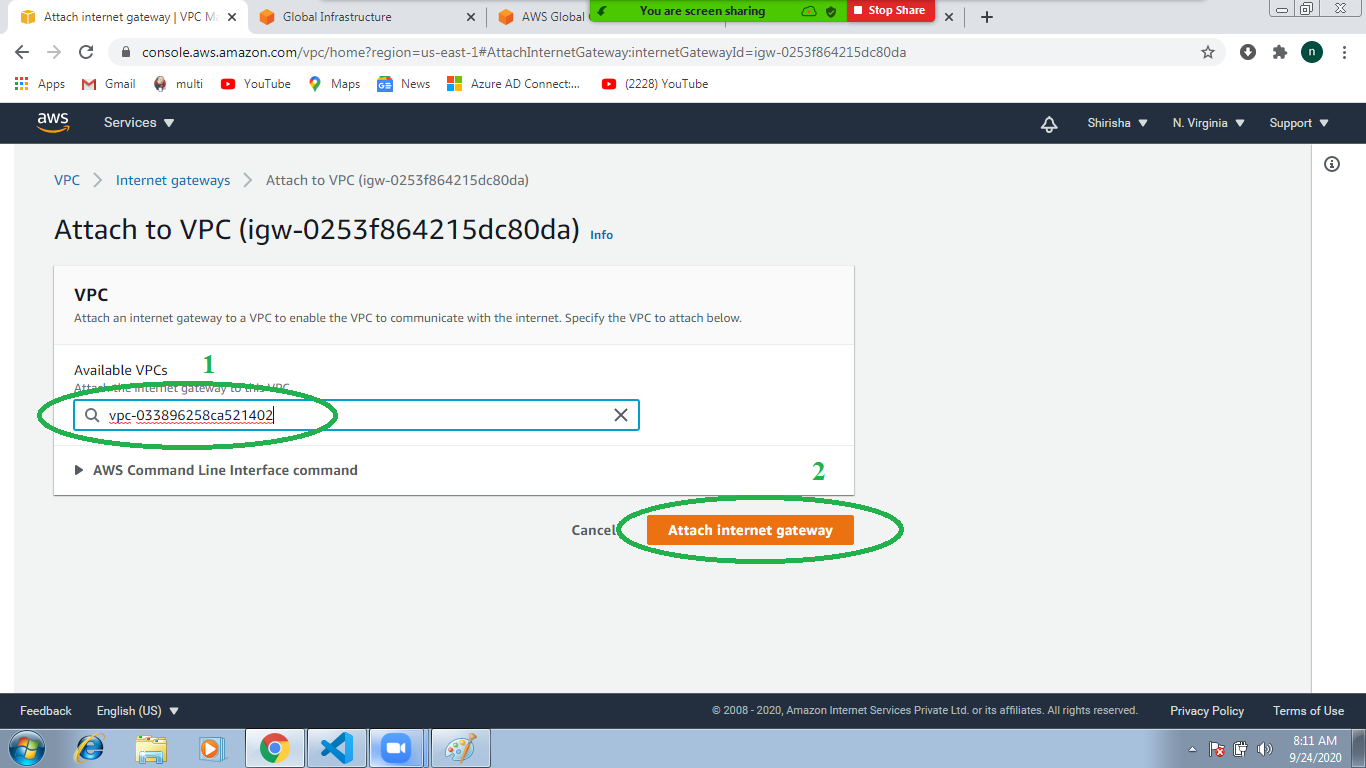 Attach internet gateway | VPC Ma
Global Infrastructure
AWS Global
You are screen sharing
Stop Share
console.aws.amazon.com/vpc/home?region=us-east-1#AttachInternetGateway:internetGatewayId=igw-0253f864215dc80da
n
Apps
Gmail
multi
YouTube
Maps
News
Azure AD Connect:...
(2228) YouTube
aws
Services
Shirisha
N. Virginia
Support
VPC
Internet gateways
Attach to VPC (igw-0253f864215dc80da)
Attach to VPC (igw-0253f864215dc80da)
Info
VPC
Attach an internet gateway to a VPC to enable the VPC to communicate with the internet. Specify the VPC to attach below.
Available VPCs
1
Attach the internet gateway to this VPC.
vpc-033896258ca521402
AWS Command Line Interface command
2
Cancel
Attach internet gateway
Feedback
English (US)
© 2008 - 2020, Amazon Internet Services Private Ltd. or its affiliates. All rights reserved.
Privacy Policy
Terms of Use
8:11 AM
9/24/2020